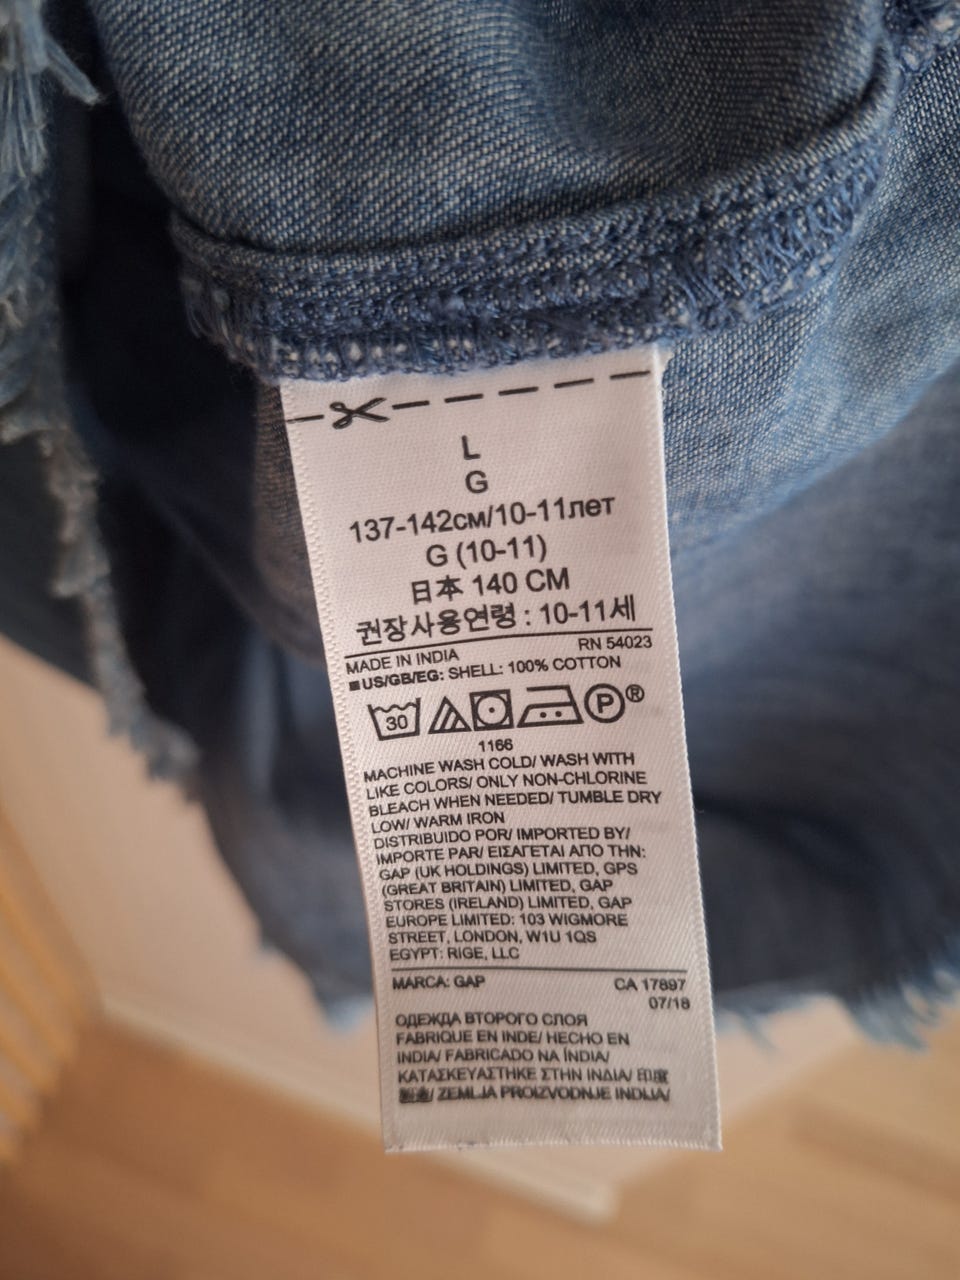 L
G
137-142см/10-11лет
G (10-11)
日本 140 CM
권장사용연령 : 10-11세
RN 54023
MADE IN INDIA
■US/GB/EG: SHELL: 100% COTTON
30 P®
1166
MACHINE WASH COLD/ WASH WITH
LIKE COLORS/ ONLY NON-CHLORINE
BLEACH WHEN NEEDED/ TUMBLE DRY
LOW/ WARM IRON
DISTRIBUIDO POR/ IMPORTED BY/
IMPORTE PAR/ ΕΙΣΑΓΕΤΑΙ ΑΠΟ ΤΗΝ:
GAP (UK HOLDINGS) LIMITED, GPS
(GREAT BRITAIN) LIMITED, GAP
STORES (IRELAND) LIMITED, GAP
EUROPE LIMITED: 103 WIGMORE
STREET, LONDON, W1U 1QS
EGYPT: RIGE, LLC
MARCA: GAP CA 17897
07/18
ОДЕЖДА ВТОРОГО СЛОЯ
FABRIQUE EN INDE/ HECHO EN
INDIA/ FABRICADO NA ÍNDIA/
ΚΑΤΑΣΚΕΥΑΣΤΗΚΕ ΣΤΗΝ ΙΝΔΙΑ/ 印度
製造/ ZEMLJA PROIZVODNJE INDIJA/